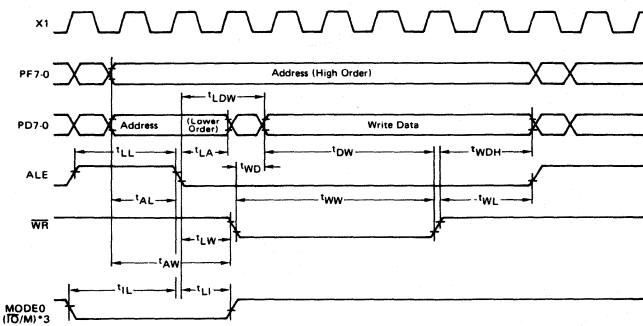 X1
PF7-0
Address (High Order)
tLDW
PD7-0
Address
(Lower
Order)
Write Data
tLL
tLA
tWD
tDW
tWDH
ALE
tAL
tWW
tWL
WR
tLW
tAW
tIL
tLI
MODE0
(IO/M)*3